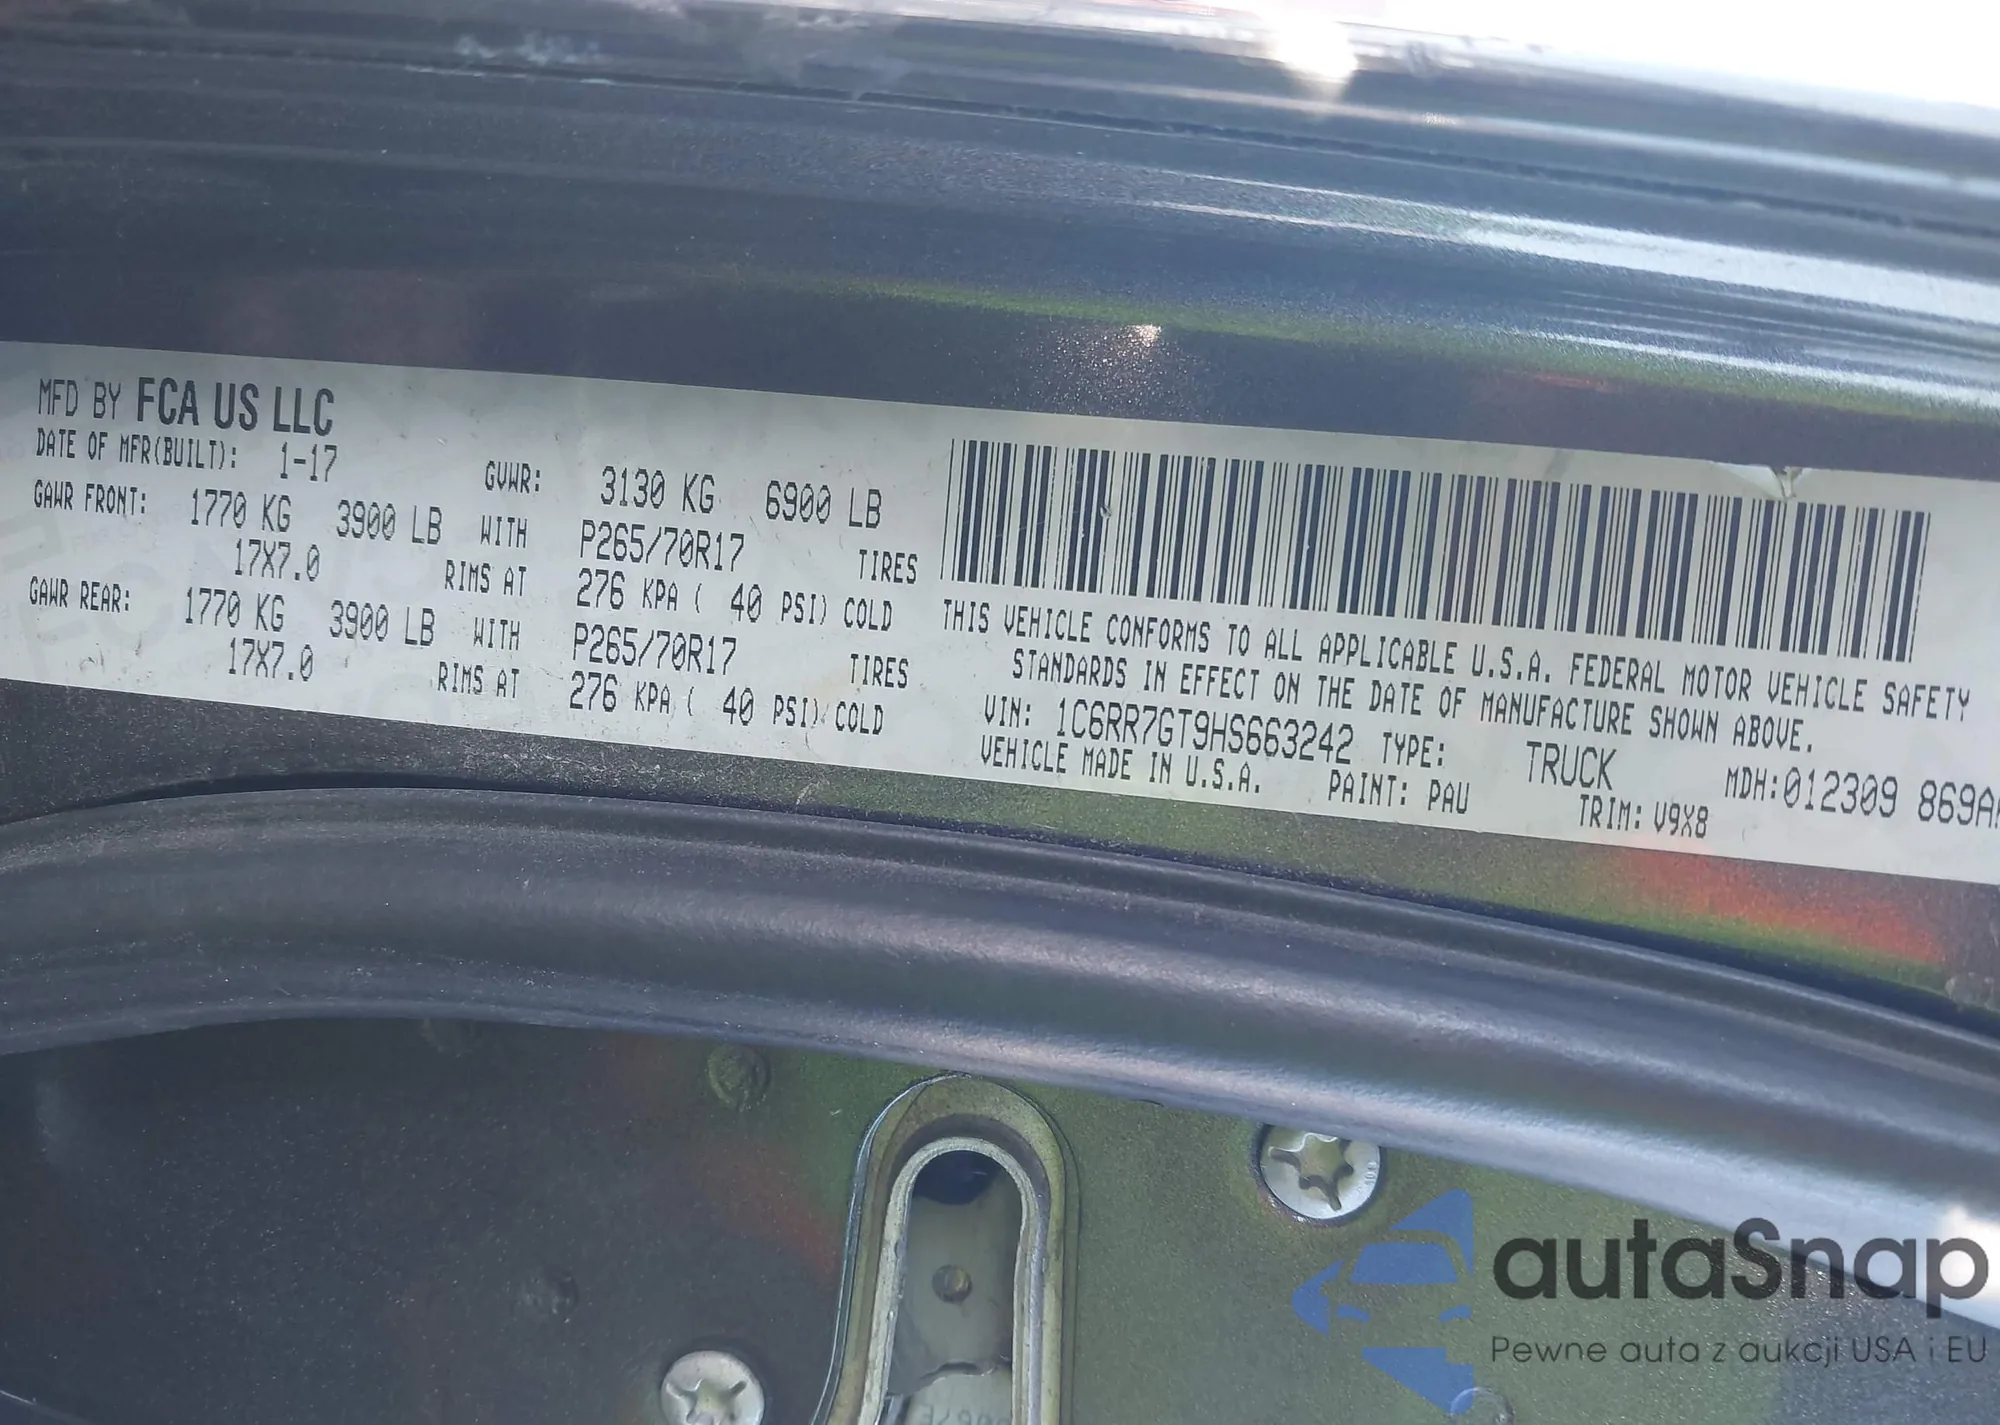 MFD BY FCA US LLC
DATE OF MFR(BUILT): 1-17 GVWR: 3130 KG 6900 LB
GAWR FRONT: 1770 KG 3900 LB WITH P265/70R17 TIRES
17X7.0 RIMS AT 276 KPA ( 40 PSI) COLD
GAWR REAR: 1770 KG 3900 LB WITH P265/70R17 TIRES
17X7.0 RIMS AT 276 KPA ( 40 PSI) COLD
THIS VEHICLE CONFORMS TO ALL APPLICABLE U.S.A. FEDERAL MOTOR VEHICLE SAFETY
STANDARDS IN EFFECT ON THE DATE OF MANUFACTURE SHOWN ABOVE.
VIN: 1C6RR7GT9HS663242 TYPE: TRUCK MDH:012309 869A
VEHICLE MADE IN U.S.A. PAINT: PAU TRIM: V9X8
autaSnap
Pewne auta z aukcji USA i EU